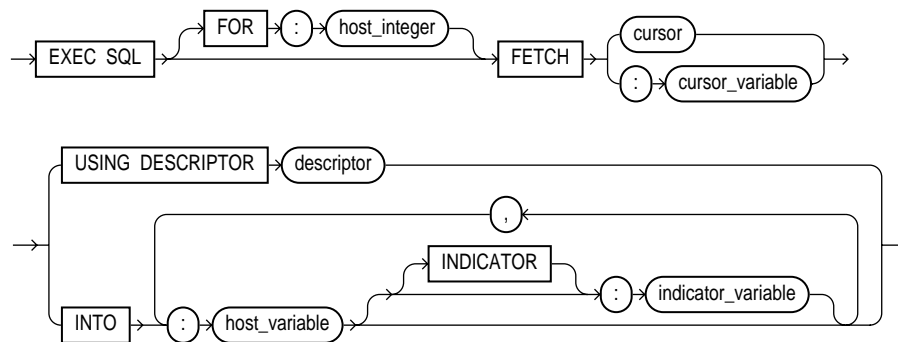 FOR : host_integer
EXEC SQL FETCH cursor
: cursor_variable
USING DESCRIPTOR descriptor
,
INDICATOR
: indicator_variable
INTO : host_variable